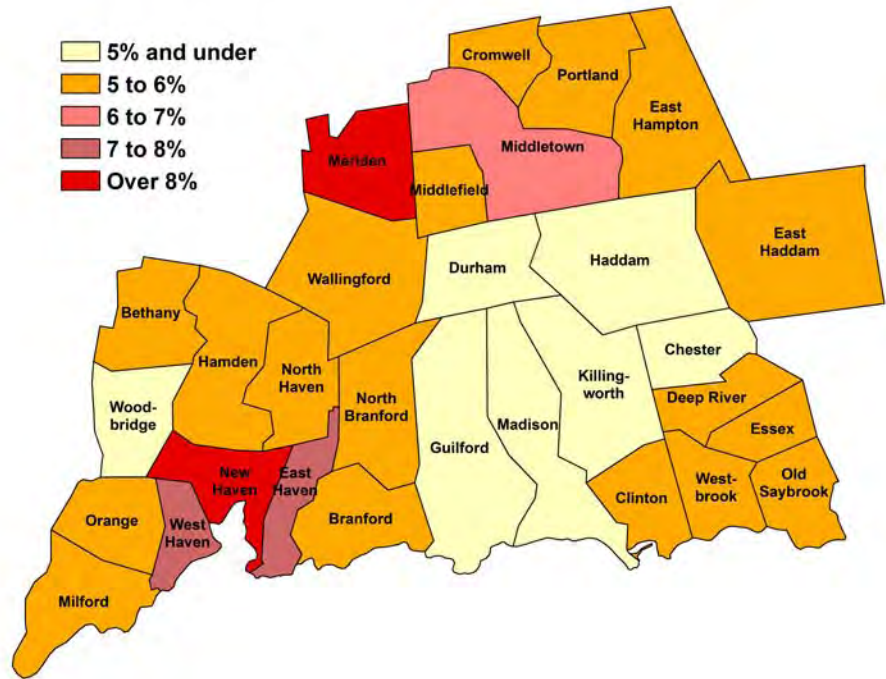 5% and under
5 to 6%
6 to 7%
7 to 8%
Over 8%
Cromwell
Portland
East
Hampton
Meriden
Middletown
Middlefield
East
Haddam
Durham
Haddam
Wallingford
Bethany
Hamden
North
Haven
Chester
Killing-
worth
Wood-
bridge
North
Branford
Deep River
Madison
Guilford
Essex
New
Haven
East
Haven
West-
brook
Old
Saybrook
Clinton
Orange
West
Haven
Branford
Milford